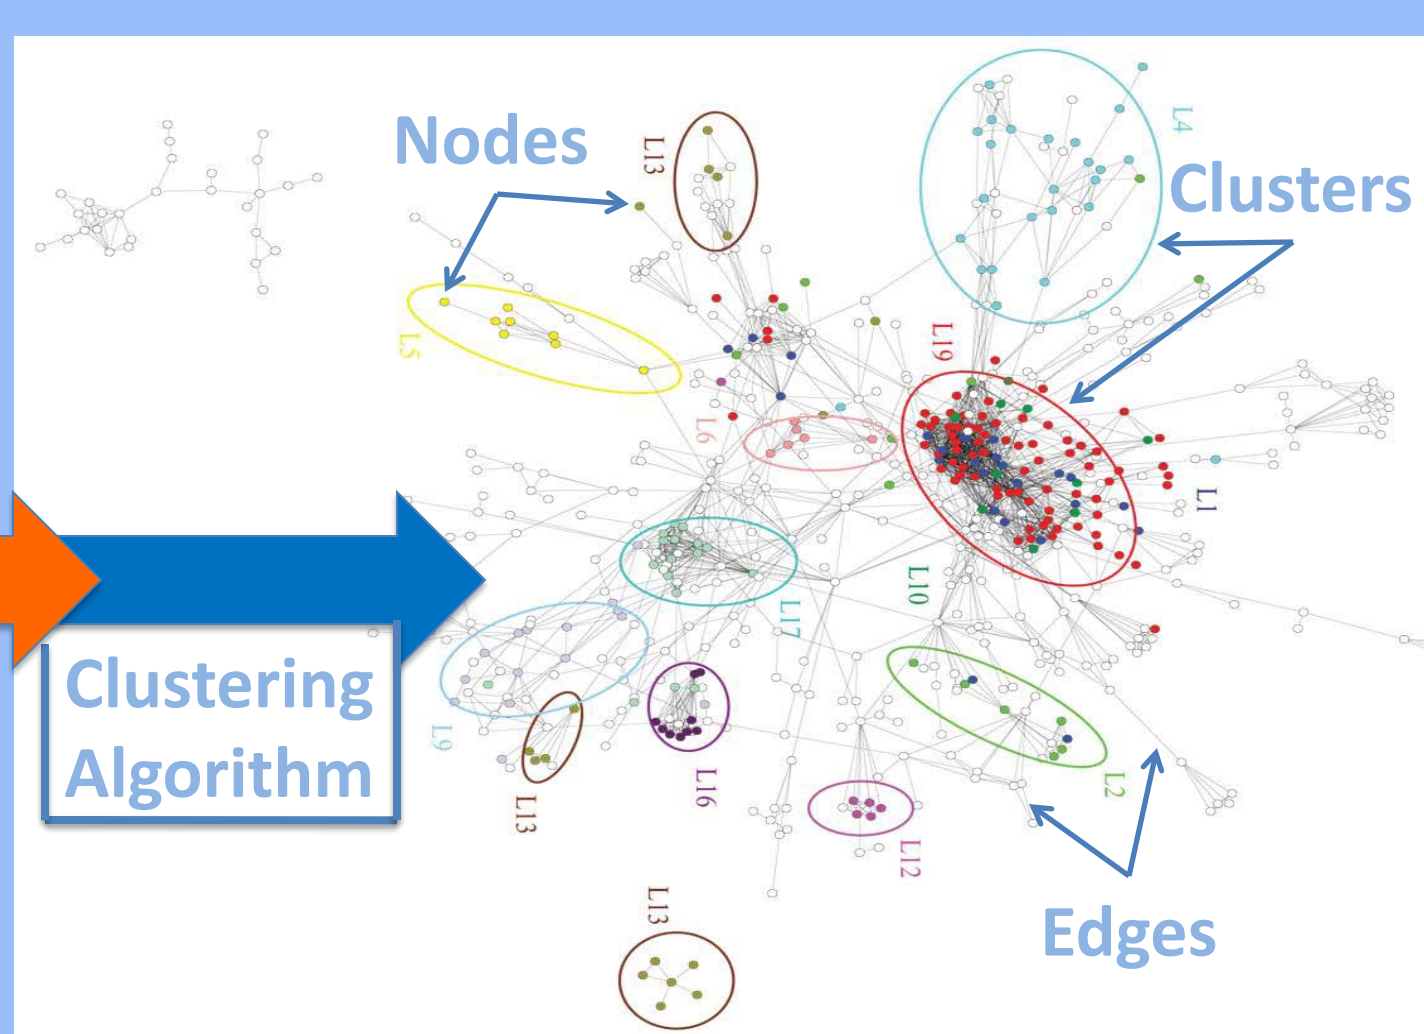 Nodes
L13
L4
Clusters
L5
L19
L6
L1
L10
L17
Clustering
Algorithm
L9
L16
L2
L13
L12
L13
Edges